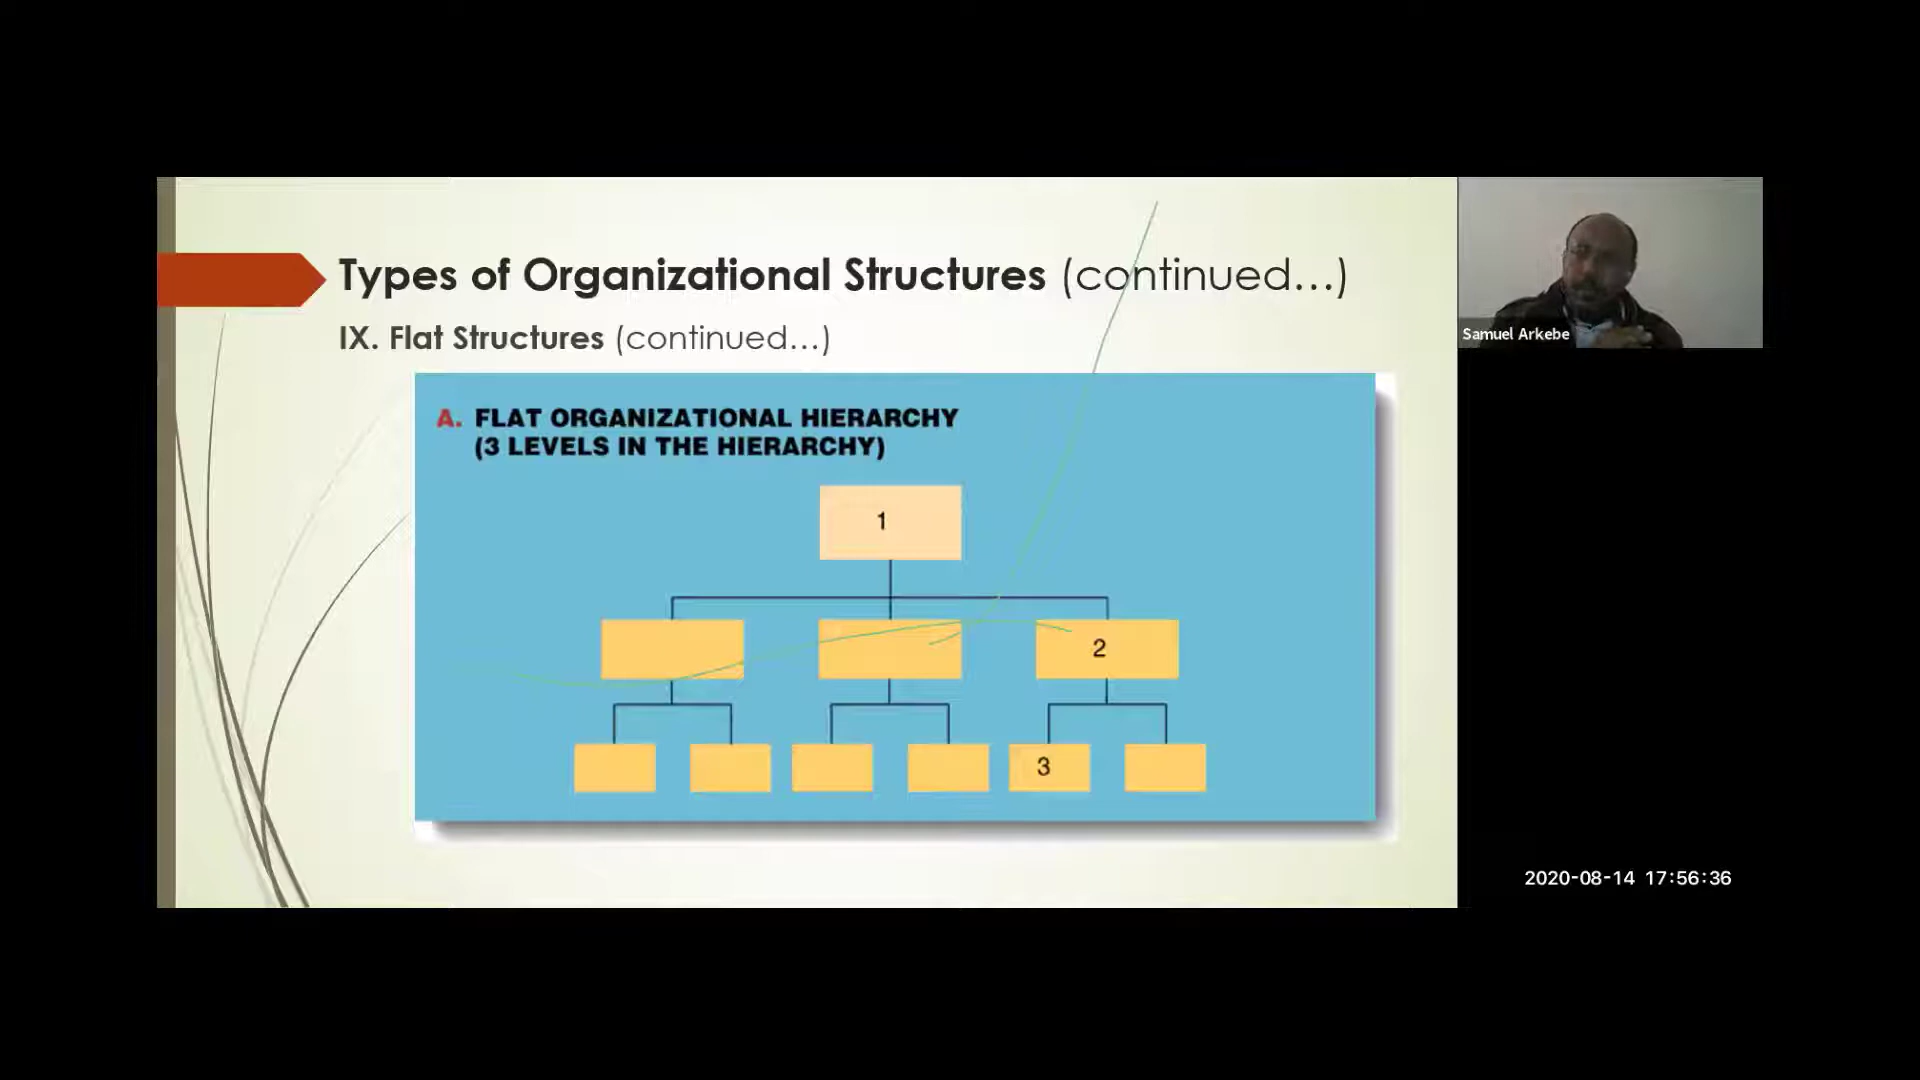 Types of Organizational Structures (continued...)
IX. Flat Structures (continued...)
A. FLAT ORGANIZATIONAL HIERARCHY
(3 LEVELS IN THE HIERARCHY)
1
2
3
Samuel Arkebe
2020-08-14 17:56:36